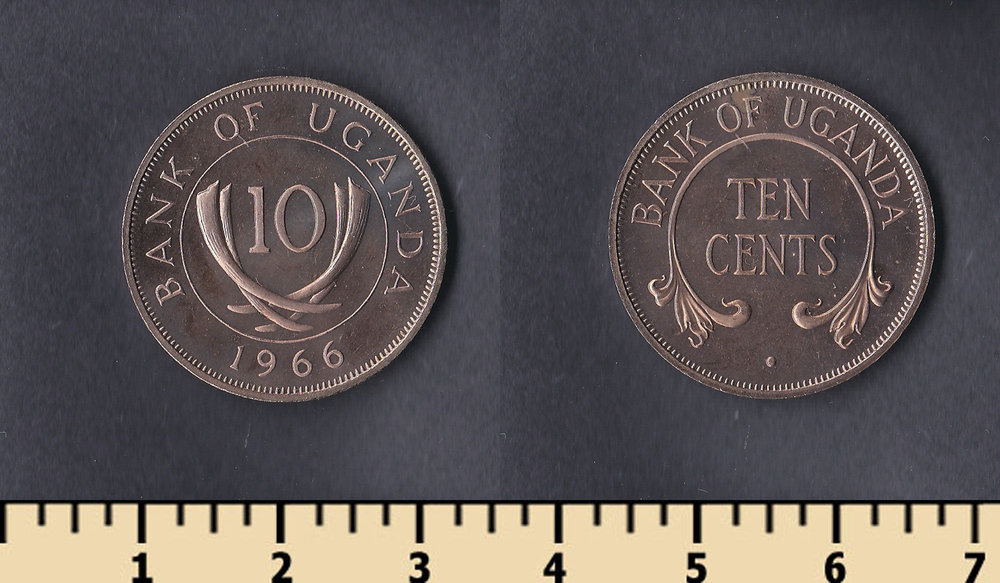 BANK OF UGANDA
10
1966
BANK OF UGANDA
TEN
CENTS
1 2 3 4 5 6 7